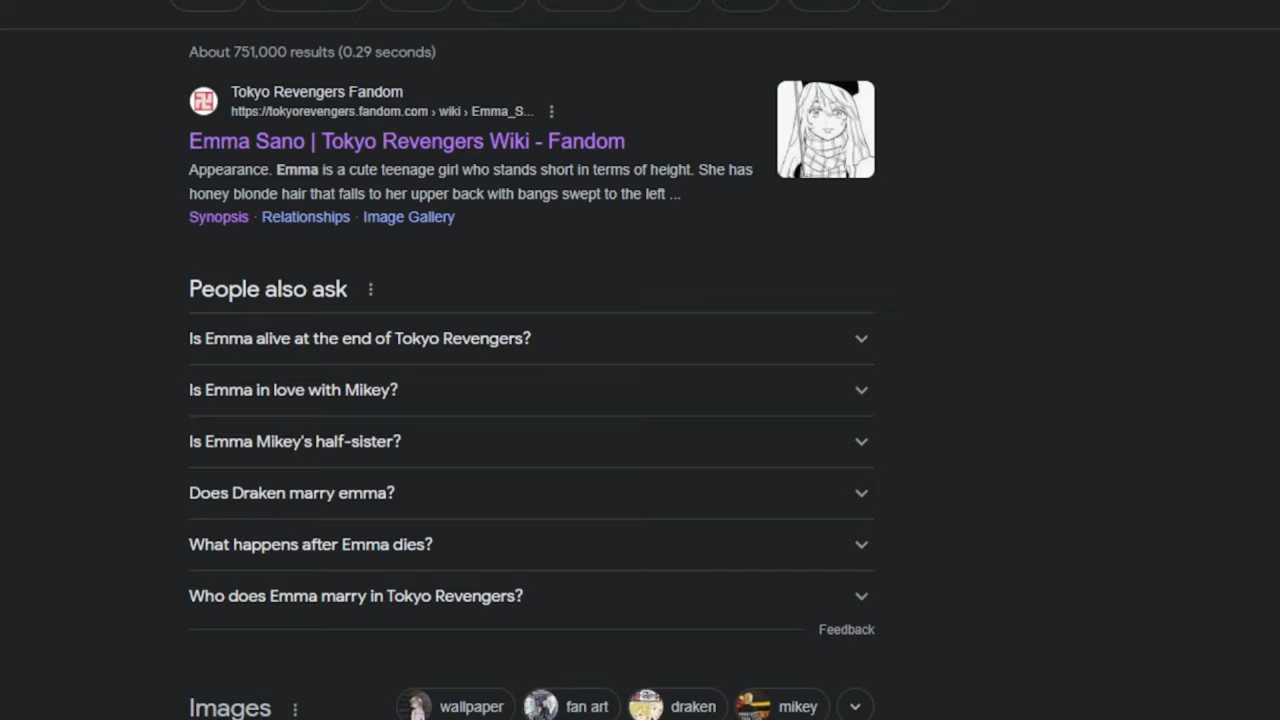 About 751,000 results (0.29 seconds)
Tokyo Revengers Fandom
https://tokyorevengers.fandom.com › wiki › Emma_S...
Emma Sano | Tokyo Revengers Wiki - Fandom
Appearance. Emma is a cute teenage girl who stands short in terms of height. She has
honey blonde hair that falls to her upper back with bangs swept to the left ...
Synopsis · Relationships · Image Gallery
People also ask
Is Emma alive at the end of Tokyo Revengers?
Is Emma in love with Mikey?
Is Emma Mikey's half-sister?
Does Draken marry emma?
What happens after Emma dies?
Who does Emma marry in Tokyo Revengers?
Feedback
Images wallpaper fan art draken mikey